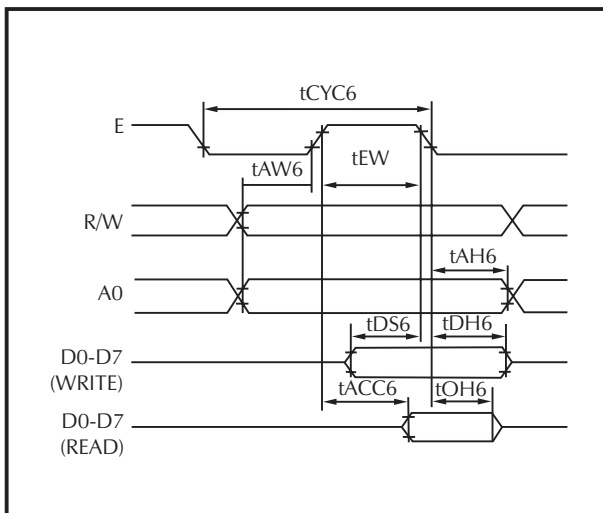 tCYC6
E
tAW6
tEW
R/W
tAH6
A0
tDS6
tDH6
D0-D7
(WRITE)
tACC6
tOH6
D0-D7
(READ)